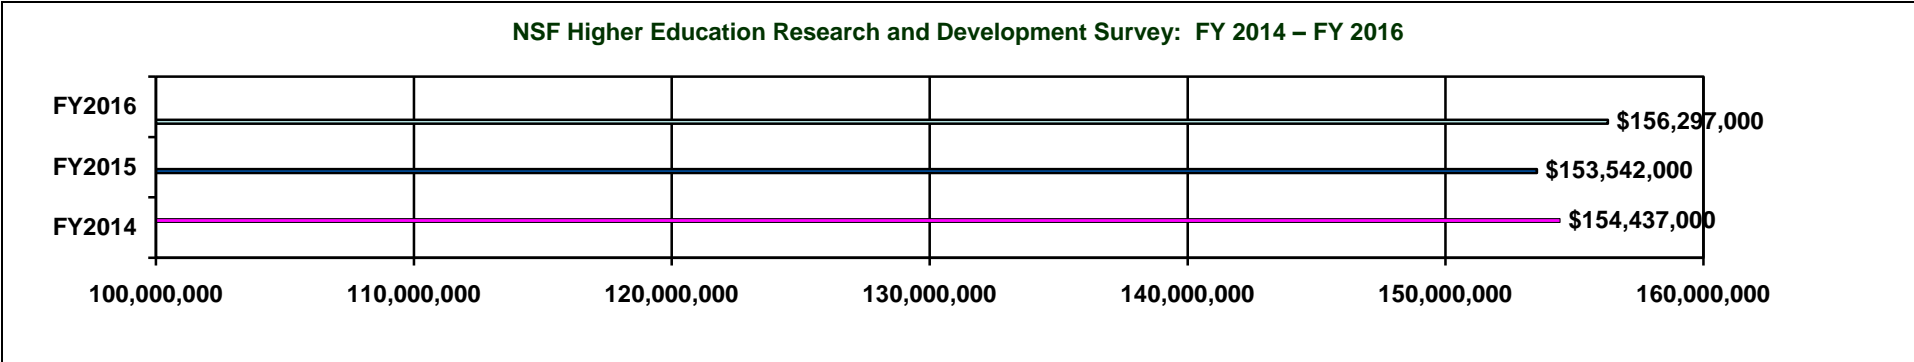 NSF Higher Education Research and Development Survey: FY 2014 – FY 2016
FY2016
$156,297,000
FY2015
$153,542,000
FY2014
$154,437,000
100,000,000 110,000,000 120,000,000 130,000,000 140,000,000 150,000,000 160,000,000